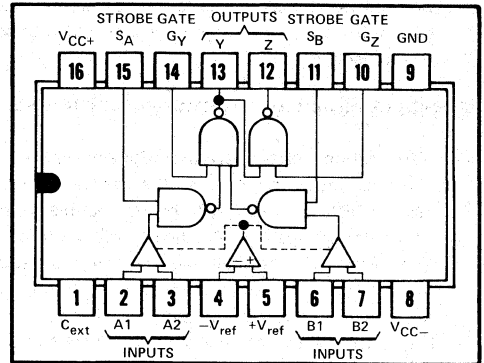 STROBE GATE OUTPUTS STROBE GATE
VCC+ SA GY Y Z SB GZ GND
16 15 14 13 12 11 10 9
- +
1 2 3 4 5 6 7 8
Cext A1 A2 -Vref +Vref B1 B2 VCC-
INPUTS INPUTS